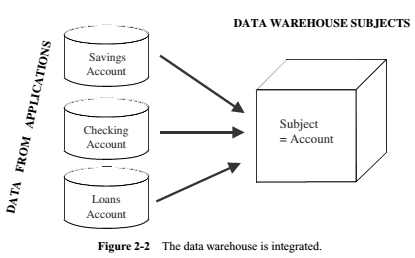 DATA WAREHOUSE SUBJECTS
DATA FROM APPLICATIONS
Savings
Account
Checking
Account
Loans
Account
Subject
= Account
Figure 2-2 The data warehouse is integrated.